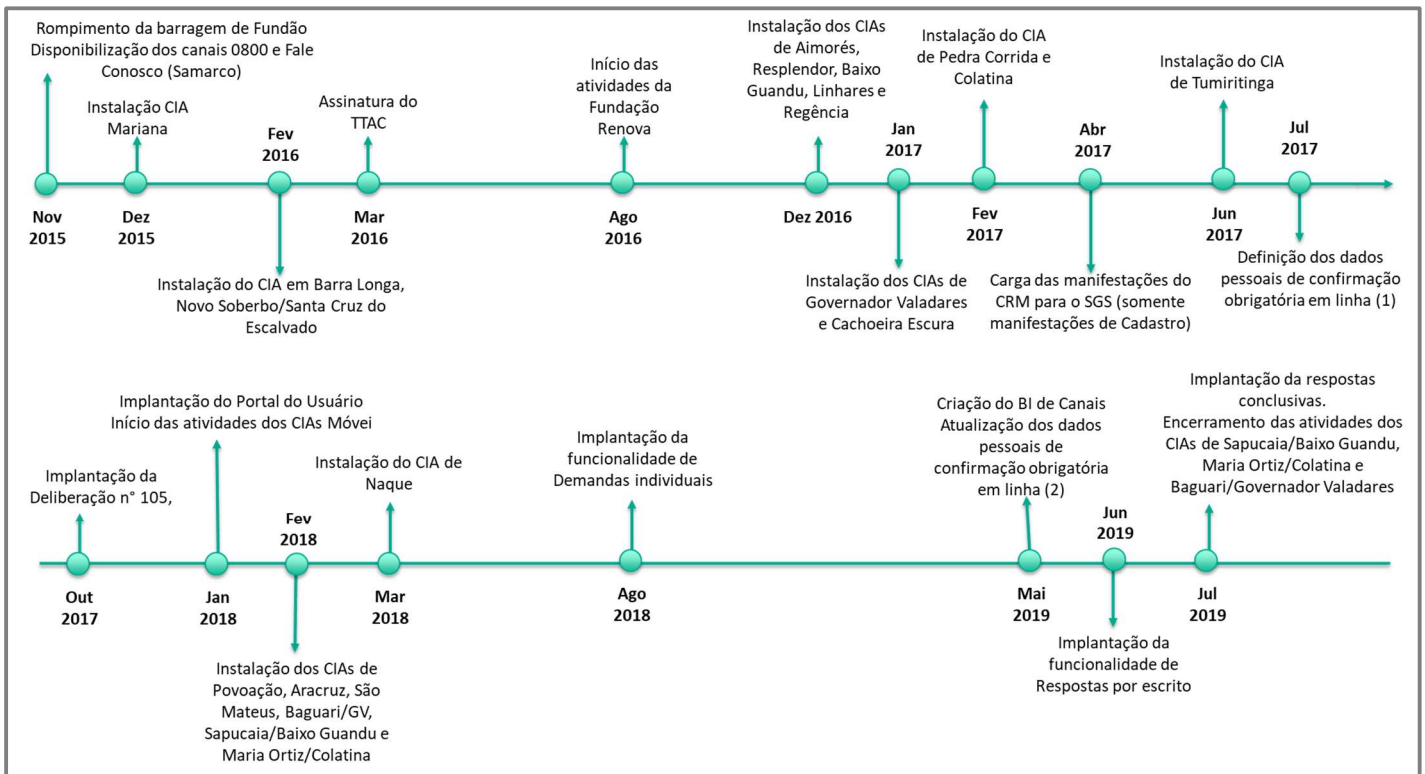 Rompimento da barragem de Fundão
Disponibilização dos canais 0800 e Fale
Conosco (Samarco)
Nov
2015
Instalação CIA
Mariana
Dez
2015
Fev
2016
Instalação do CIA em Barra Longa,
Novo Soberbo/Santa Cruz do
Escalvado
Assinatura do
TTAC
Mar
2016
Início das
atividades da
Fundação
Renova
Ago
2016
Instalação dos CIAs
de Aimorés,
Resplendor, Baixo
Guandu, Linhares e
Regência
Dez 2016
Jan
2017
Instalação dos CIAs de
Governador Valadares
e Cachoeira Escura
Instalação do CIA
de Pedra Corrida e
Colatina
Fev
2017
Abr
2017
Carga das manifestações do
CRM para o SGS (somente
manifestações de Cadastro)
Instalação do CIA
de Tumiritinga
Jun
2017
Jul
2017
Definição dos dados
pessoais de confirmação
obrigatória em linha (1)
Implantação da
Deliberação n° 105,
Out
2017
Implantação do Portal do Usuário
Início das atividades dos CIAs Móvei
Jan
2018
Fev
2018
Instalação dos CIAs de
Povoação, Aracruz, São
Mateus, Baguari/GV,
Sapucaia/Baixo Guandu e
Maria Ortiz/Colatina
Instalação do CIA de
Naque
Mar
2018
Implantação da
funcionalidade de
Demandas individuais
Ago
2018
Criação do BI de Canais
Atualização dos dados
pessoais de
confirmação obrigatória
em linha (2)
Mai
2019
Jun
2019
Implantação da
funcionalidade de
Respostas por escrito
Implantação da respostas
conclusivas.
Encerramento das atividades dos
CIAs de Sapucaia/Baixo Guandu,
Maria Ortiz/Colatina e
Baguari/Governador Valadares
Jul
2019